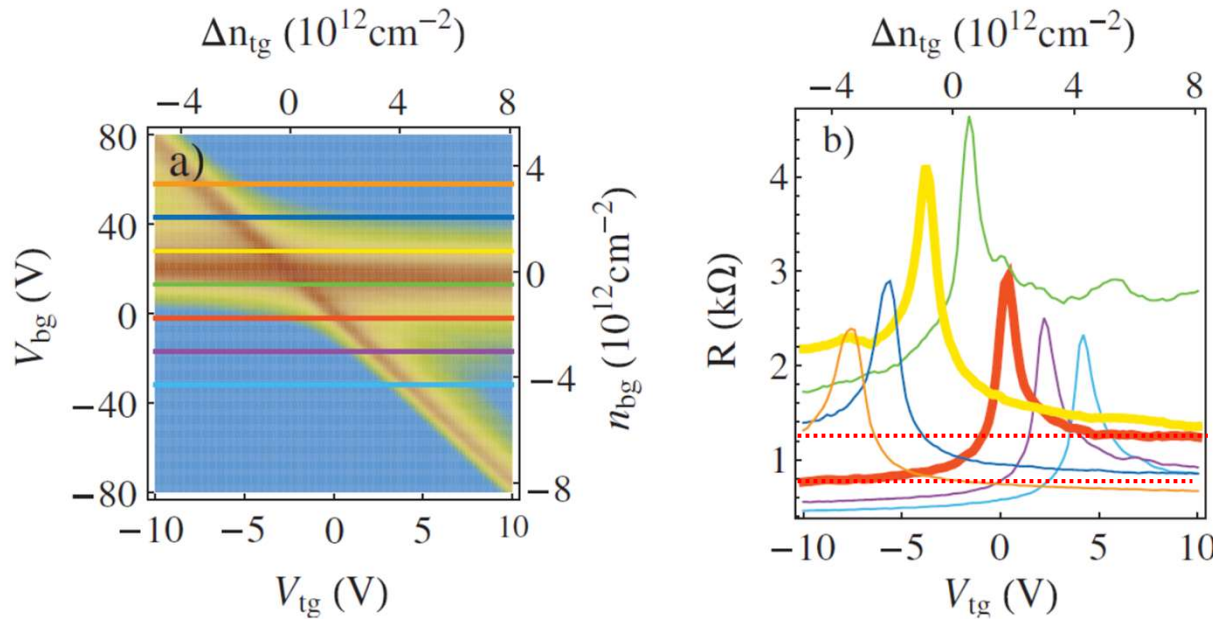 Δn_tg (10^12cm^−2)
−4 0 4 8
a)
80
40
0
−40
−80
V_bg (V)
4
0
−4
−8
n_bg (10^12cm^−2)
−10 −5 0 5 10
V_tg (V)
Δn_tg (10^12cm^−2)
−4 0 4 8
b)
4
3
2
1
R (kΩ)
−10 −5 0 5 10
V_tg (V)